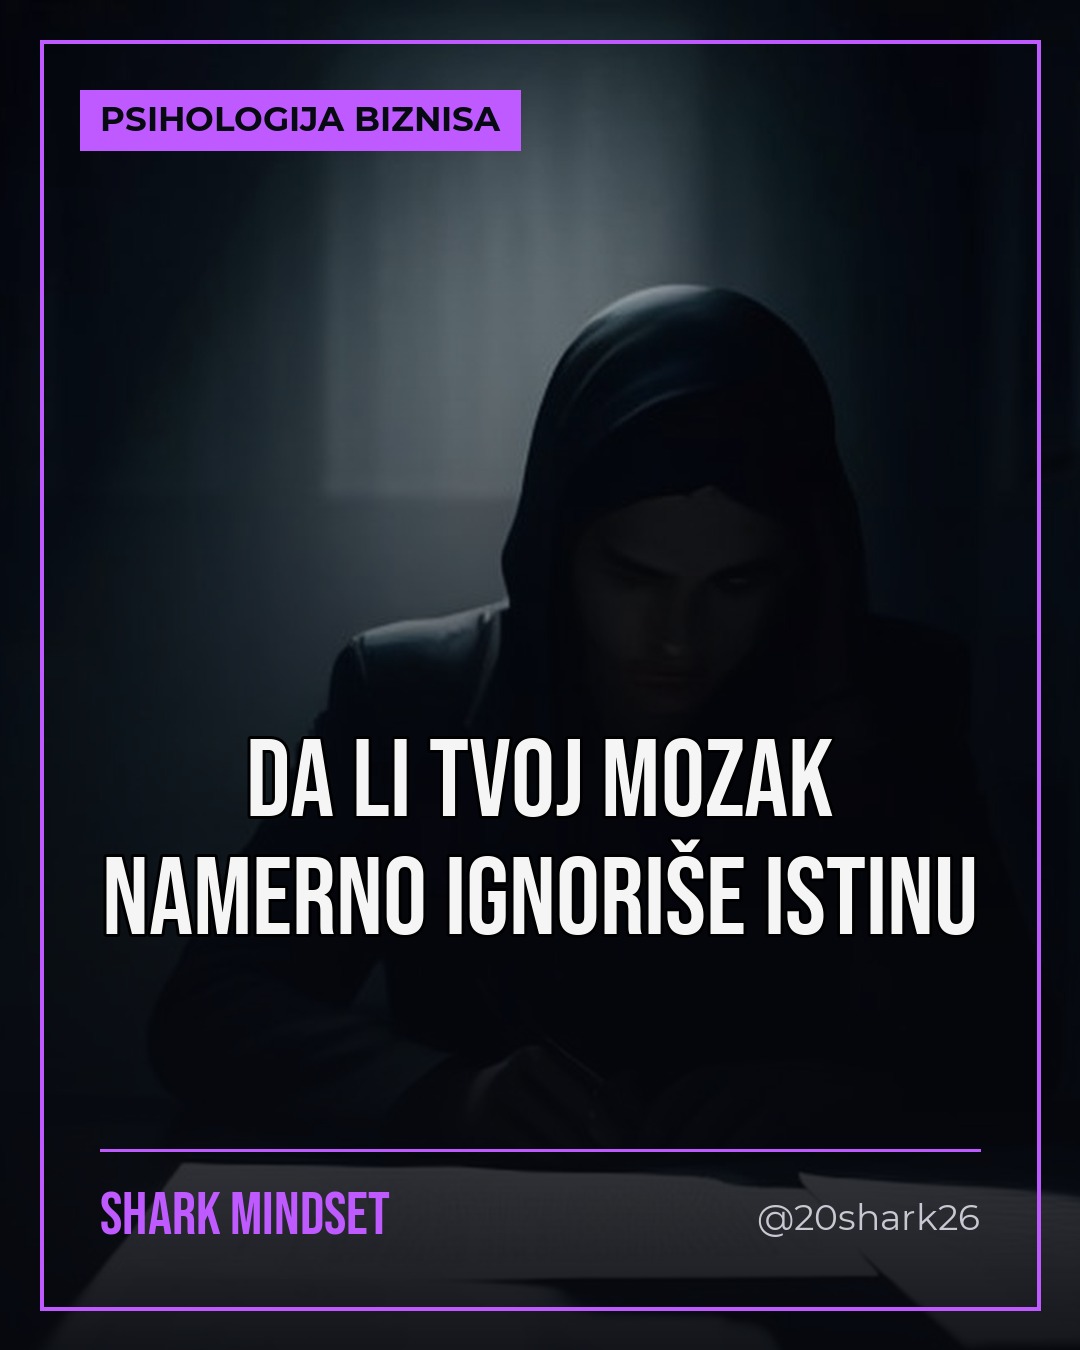 PSIHOLOGIJA BIZNISA
DA LI TVOJ MOZAK
NAMERNO IGNORIŠE ISTINU
SHARK MINDSET
@20shark26